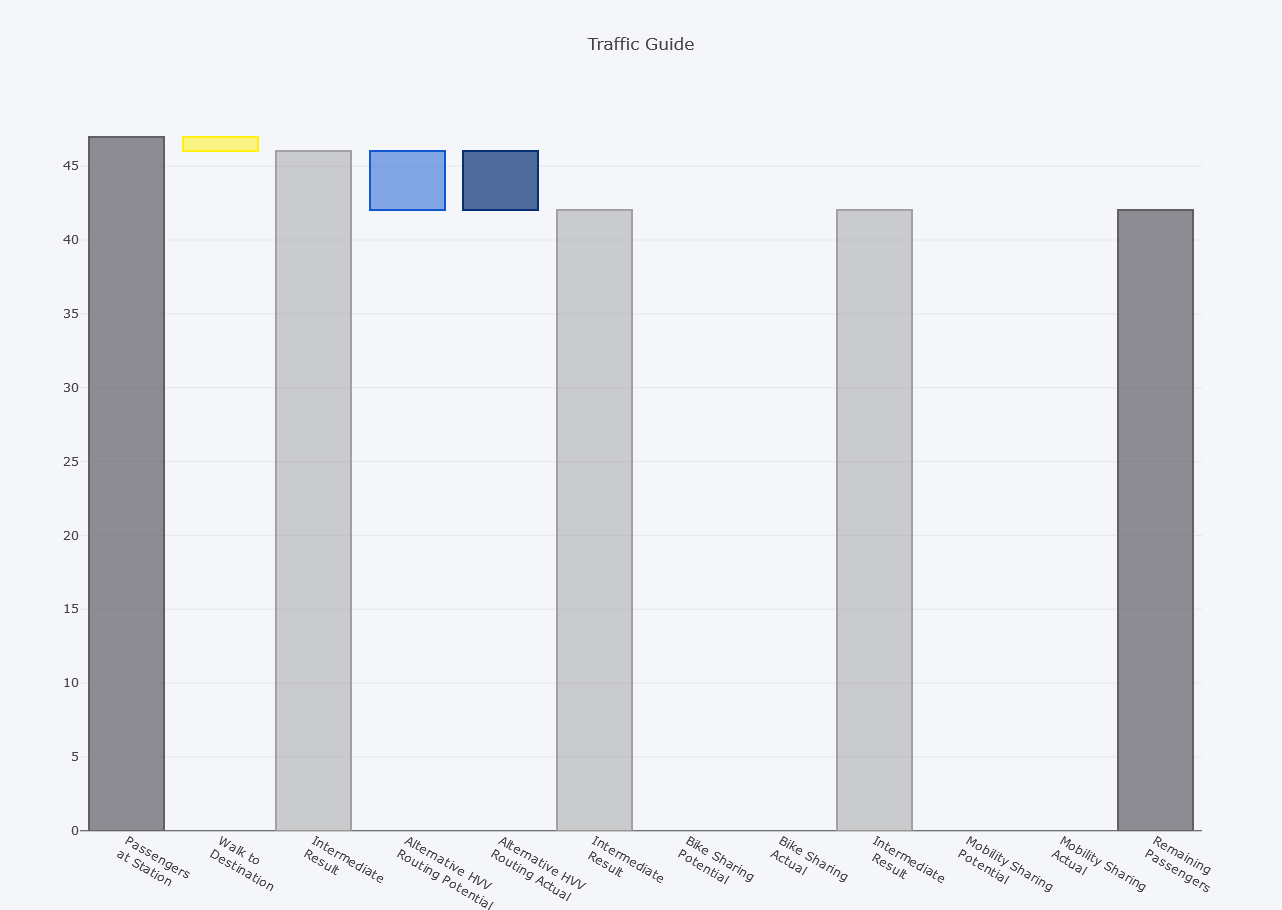 Traffic Guide
45
40
35
30
25
20
15
10
5
0
Passengers
at Station
Walk to
Destination
Intermediate
Result
Alternative HVV
Routing Potential
Alternative HVV
Routing Actual
Intermediate
Result
Bike Sharing
Potential
Bike Sharing
Actual
Intermediate
Result
Mobility Sharing
Potential
Mobility Sharing
Actual
Remaining
Passengers